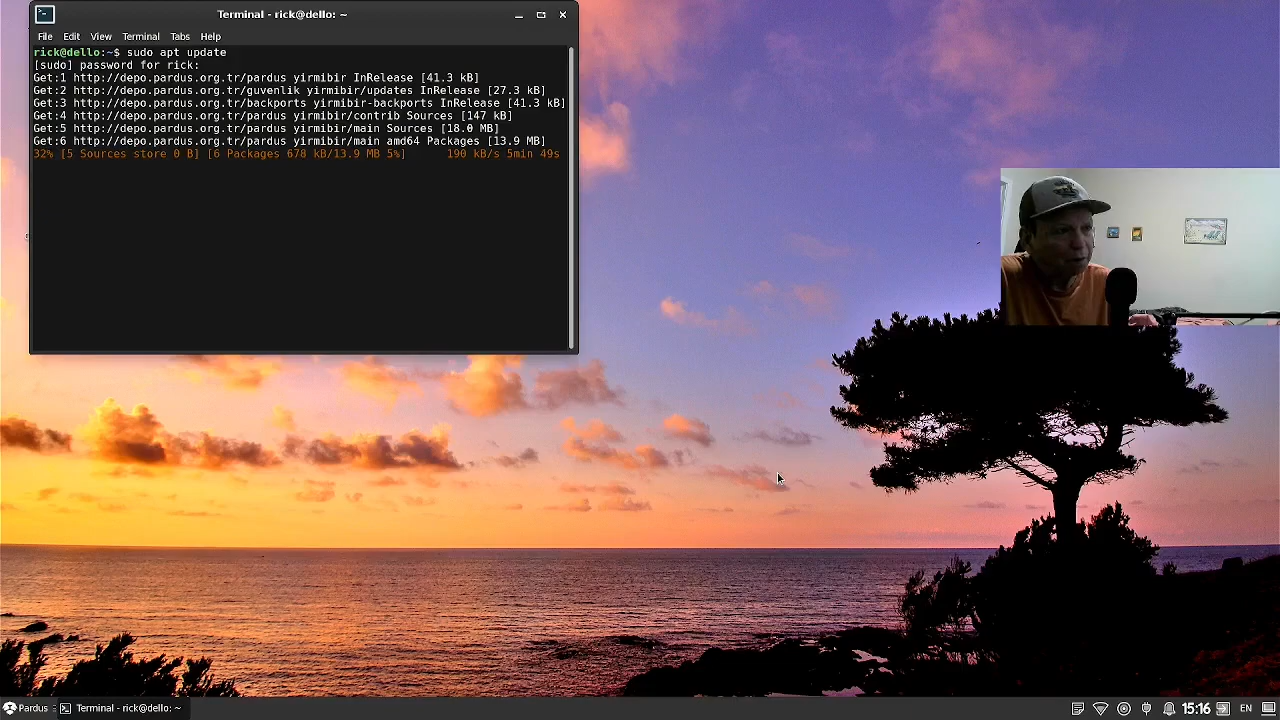 Terminal - rick@dello: ~
File Edit View Terminal Tabs Help
rick@dello:~$ sudo apt update
[sudo] password for rick:
Get:1 http://depo.pardus.org.tr/pardus yirmibir InRelease [41.3 kB]
Get:2 http://depo.pardus.org.tr/guvenlik yirmibir/updates InRelease [27.3 kB]
Get:3 http://depo.pardus.org.tr/backports yirmibir-backports InRelease [41.3 kB]
Get:4 http://depo.pardus.org.tr/pardus yirmibir/contrib Sources [147 kB]
Get:5 http://depo.pardus.org.tr/pardus yirmibir/main Sources [18.0 MB]
Get:6 http://depo.pardus.org.tr/pardus yirmibir/main amd64 Packages [13.9 MB]
32% [5 Sources store 0 B] [6 Packages 678 kB/13.9 MB 5%] 190 kB/s 5min 49s
Pardus Terminal - rick@dello: ~ 15:16 EN